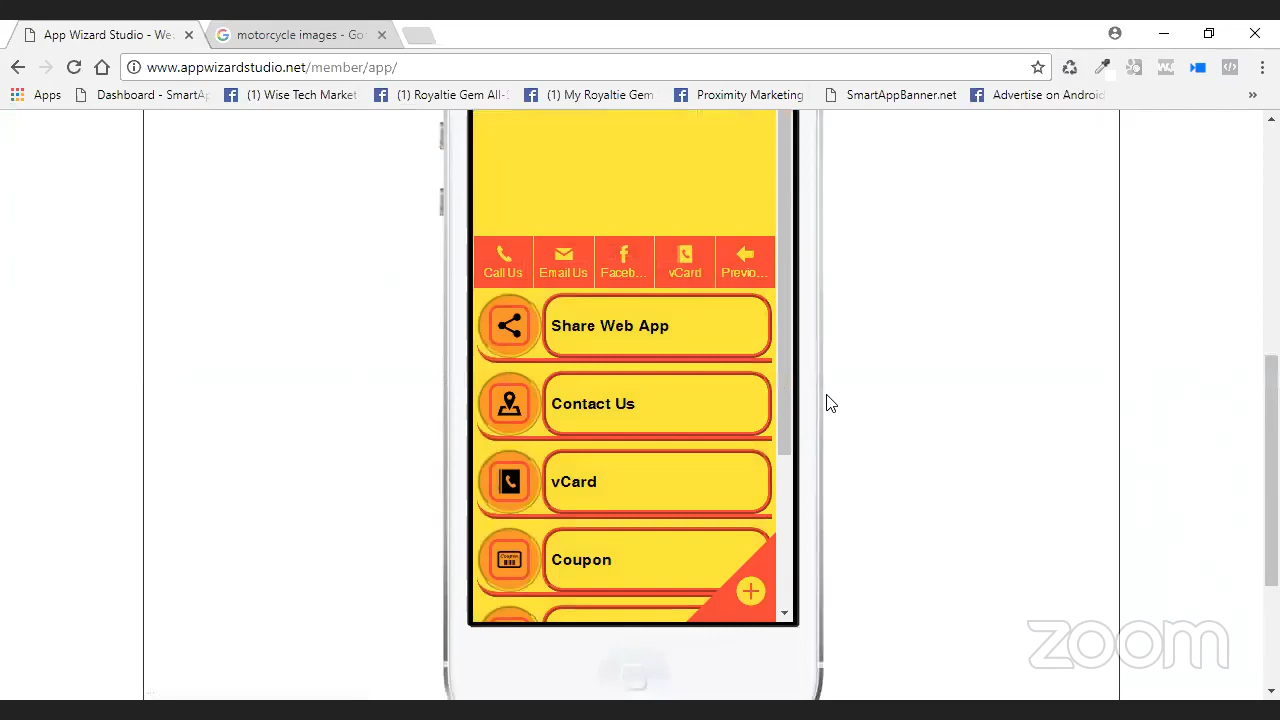 App Wizard Studio - We
motorcycle images - Go
www.appwizardstudio.net/member/app/
Apps
Dashboard - SmartAp
(1) Wise Tech Market
(1) Royaltie Gem All-S
(1) My Royaltie Gem
Proximity Marketing
SmartAppBanner.net
Advertise on Android
Call Us
Email Us
Faceb...
vCard
Previo...
Share Web App
Contact Us
vCard
Coupon
Coupon
zoom